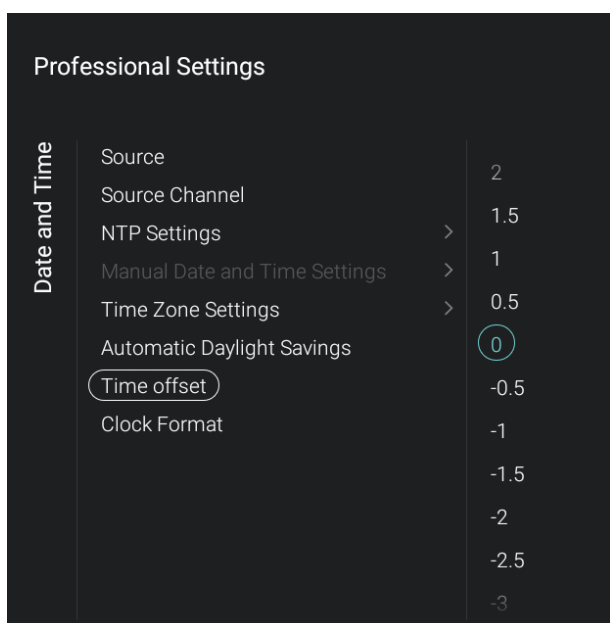 Professional Settings
Date and Time
Source
Source Channel
NTP Settings
Manual Date and Time Settings
Time Zone Settings
Automatic Daylight Savings
Time offset
Clock Format
2
1.5
1
0.5
0
-0.5
-1
-1.5
-2
-2.5
-3